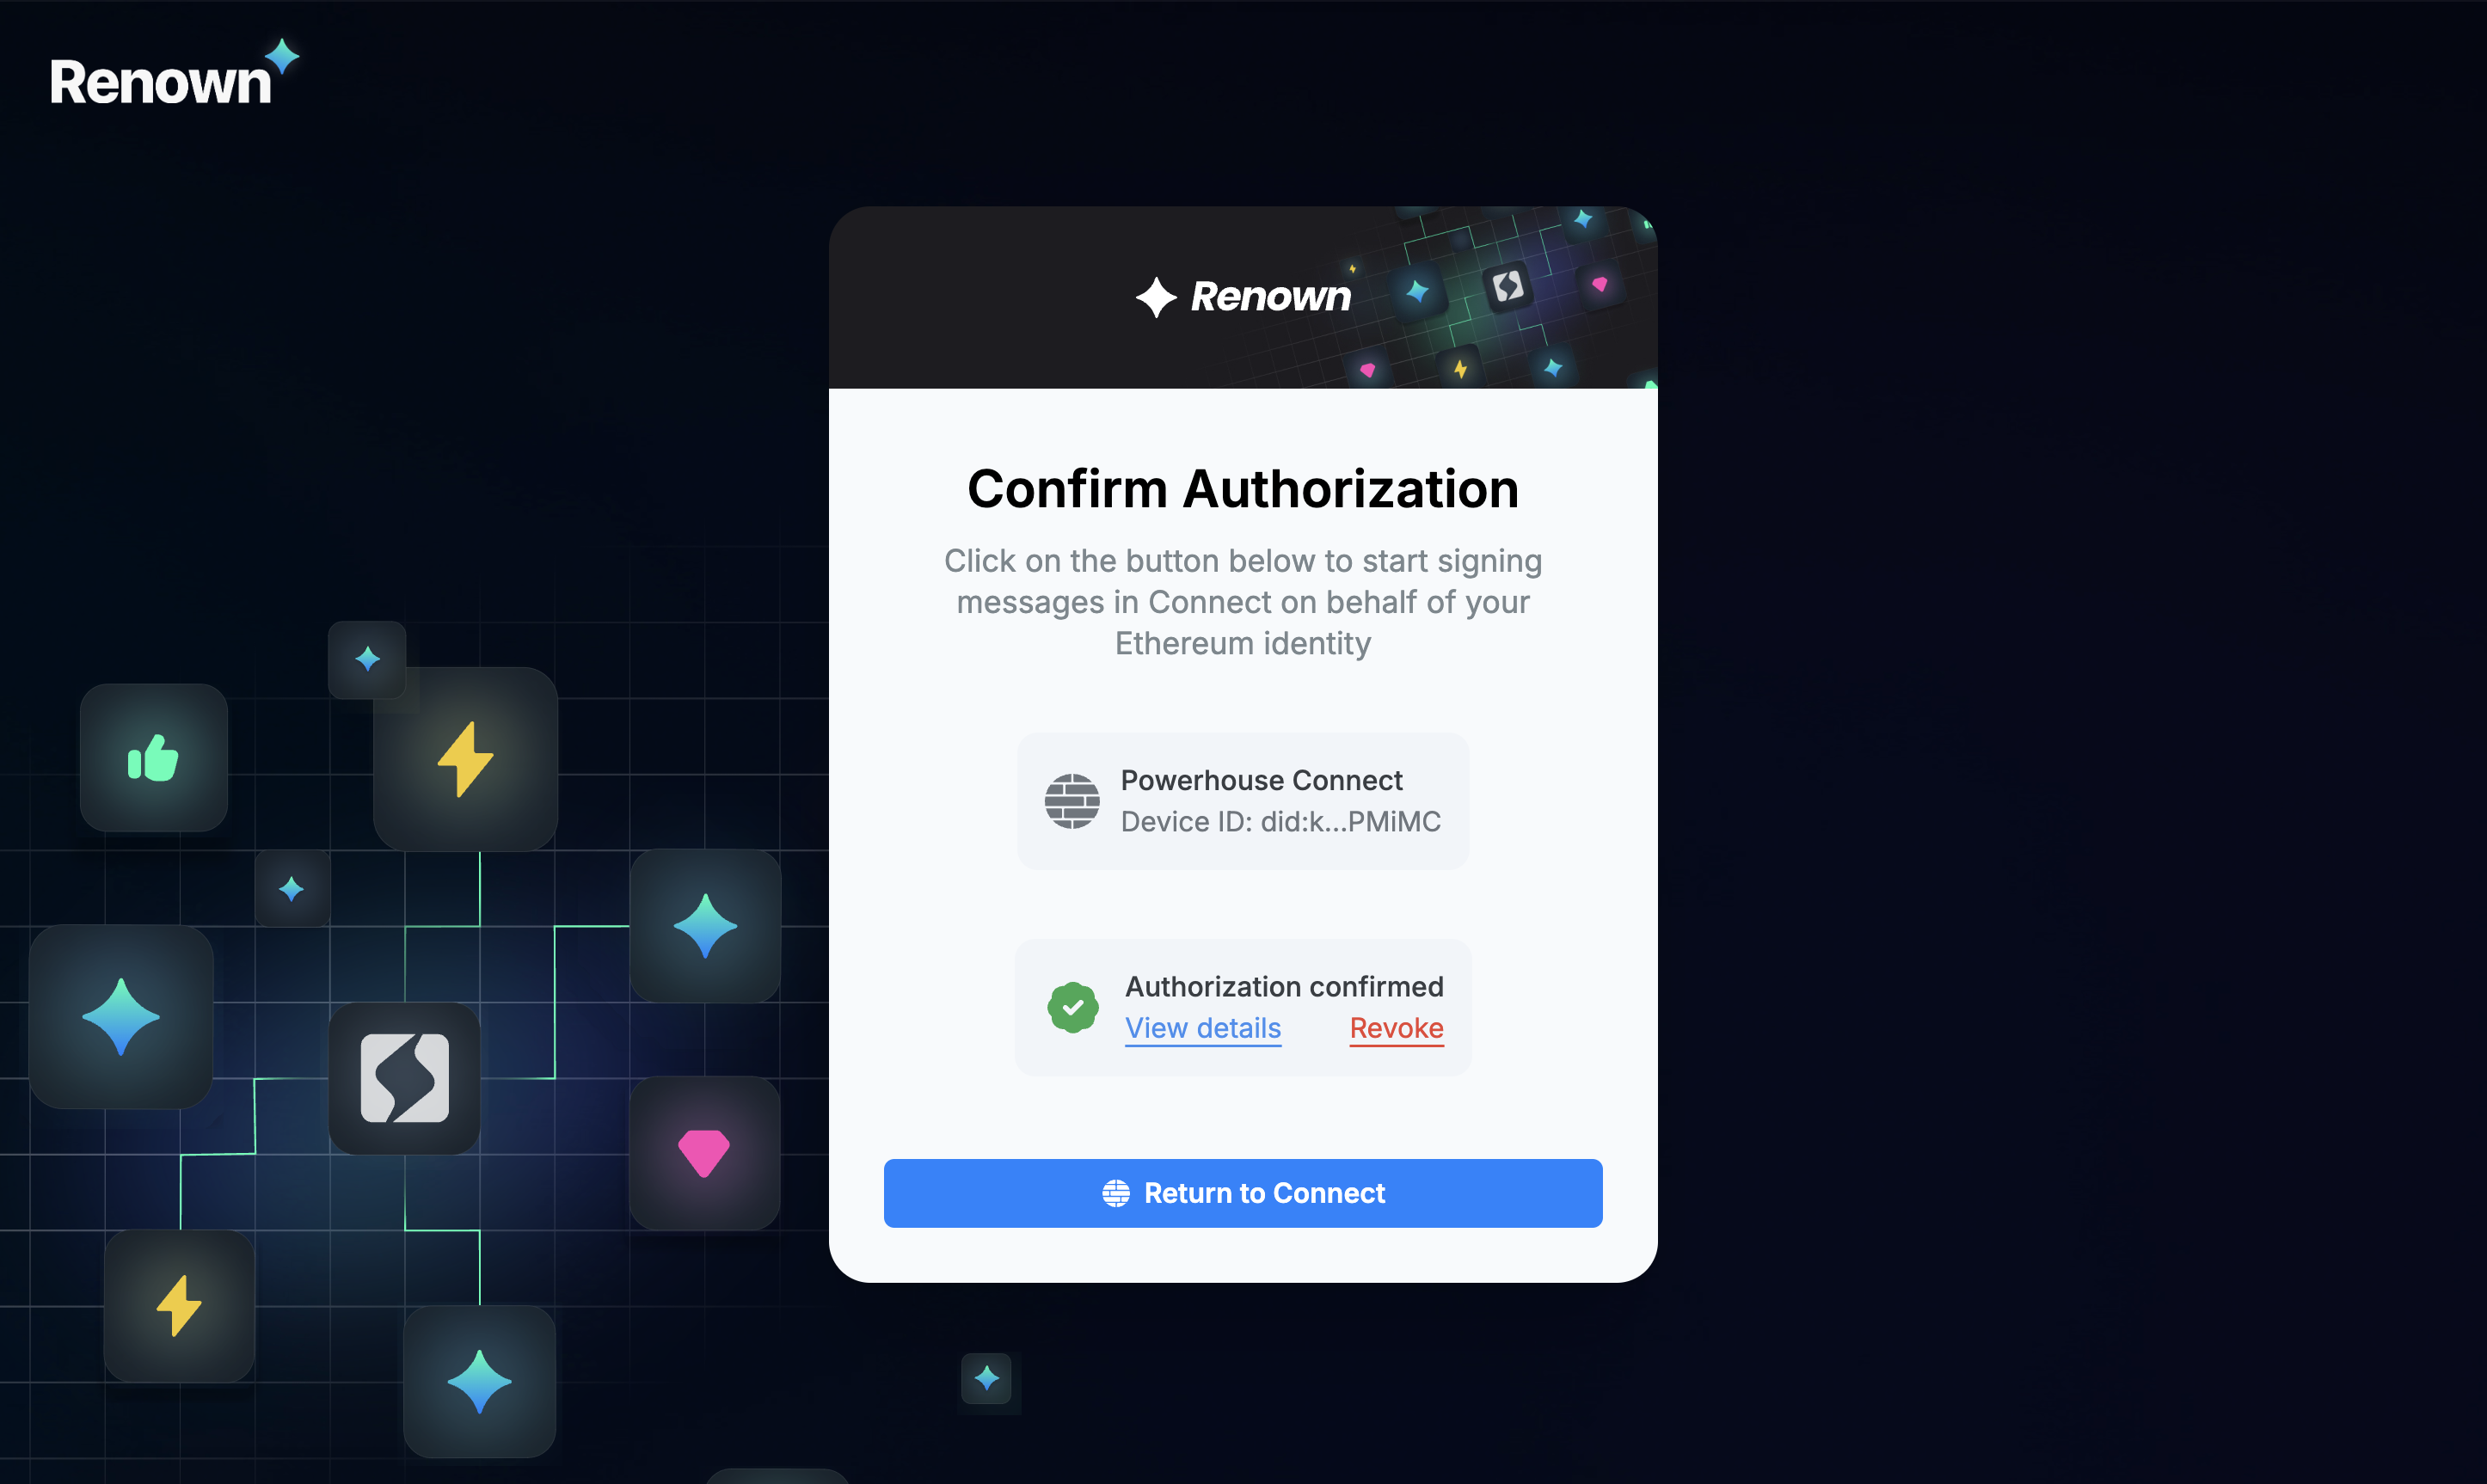 Renown
Renown
Confirm Authorization
Click on the button below to start signing
messages in Connect on behalf of your
Ethereum identity
Powerhouse Connect
Device ID: did:k...PMiMC
Authorization confirmed
View details Revoke
Return to Connect